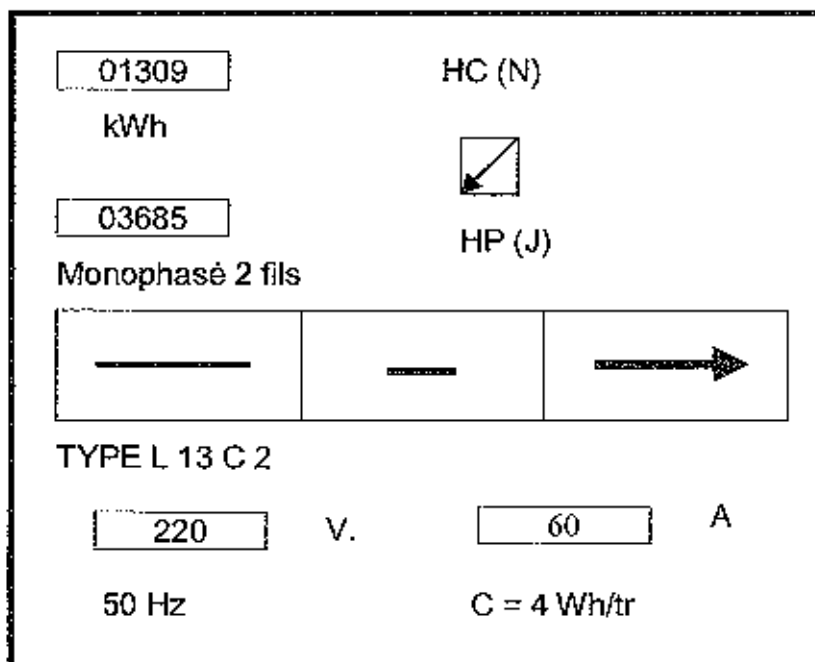 01309 HC (N)
kWh
03685
HP (J)
Monophasé 2 fils
TYPE L 13 C 2
220 V. 60 A
50 Hz C = 4 Wh/tr